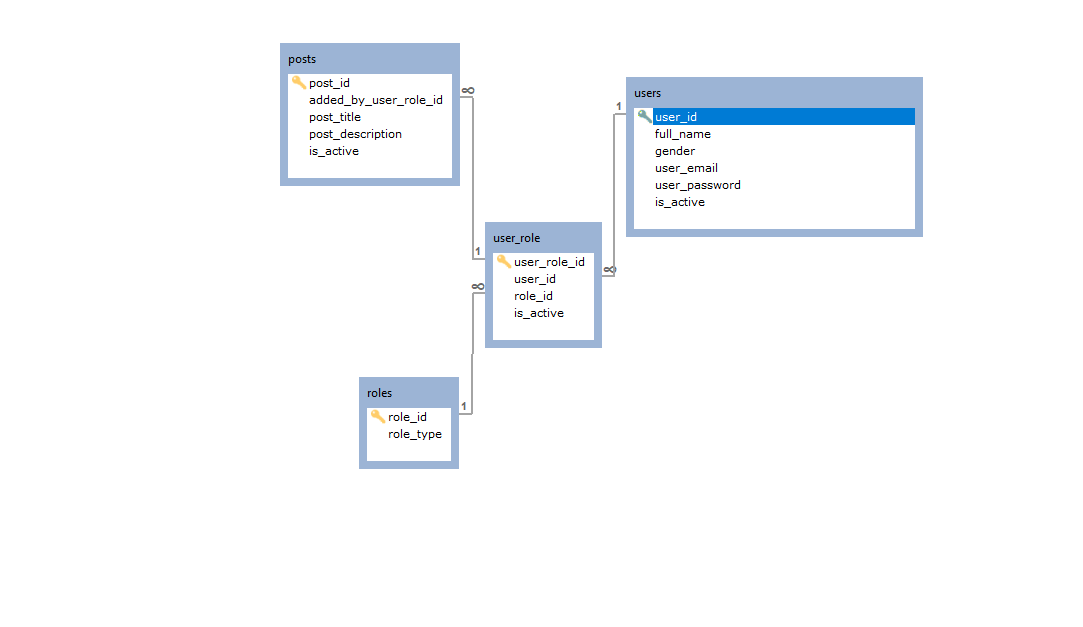 posts
post_id
added_by_user_role_id
post_title
post_description
is_active
∞
1
users
user_id
full_name
gender
user_email
user_password
is_active
1
∞
user_role
user_role_id
user_id
role_id
is_active
∞
1
roles
role_id
role_type